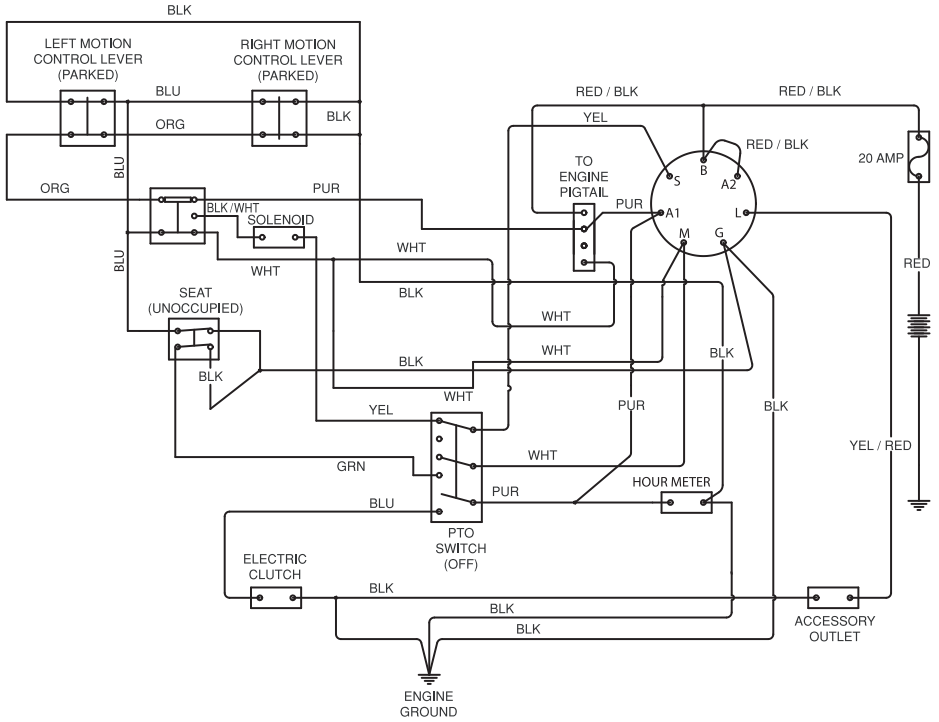 BLK
LEFT MOTION
CONTROL LEVER
(PARKED)
RIGHT MOTION
CONTROL LEVER
(PARKED)
BLU
BLK
ORG
RED / BLK
RED / BLK
YEL
RED / BLK
20 AMP
TO
ENGINE
PIGTAIL
S
B
A2
BLU
ORG
PUR
PUR
A1
L
BLK/WHT
SOLENOID
M
G
WHT
WHT
BLU
RED
SEAT
(UNOCCUPIED)
BLK
WHT
WHT
BLK
BLK
BLK
WHT
PUR
BLK
YEL
YEL / RED
GRN
WHT
HOUR METER
PUR
BLU
PTO
SWITCH
(OFF)
ELECTRIC
CLUTCH
BLK
BLK
BLK
ACCESSORY
OUTLET
ENGINE
GROUND